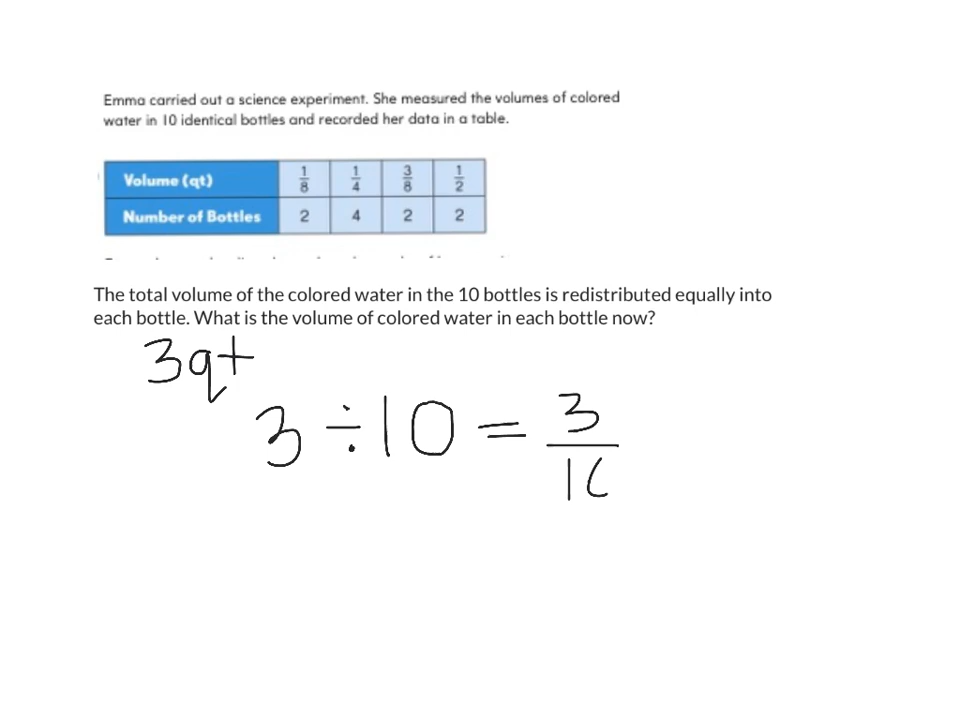 Emma carried out a science experiment. She measured the volumes of colored
water in 10 identical bottles and recorded her data in a table.
Volume (qt) 1/8 1/4 3/8 1/2
Number of Bottles 2 4 2 2
The total volume of the colored water in the 10 bottles is redistributed equally into
each bottle. What is the volume of colored water in each bottle now?
3qt
3 ÷ 10 = 3/10